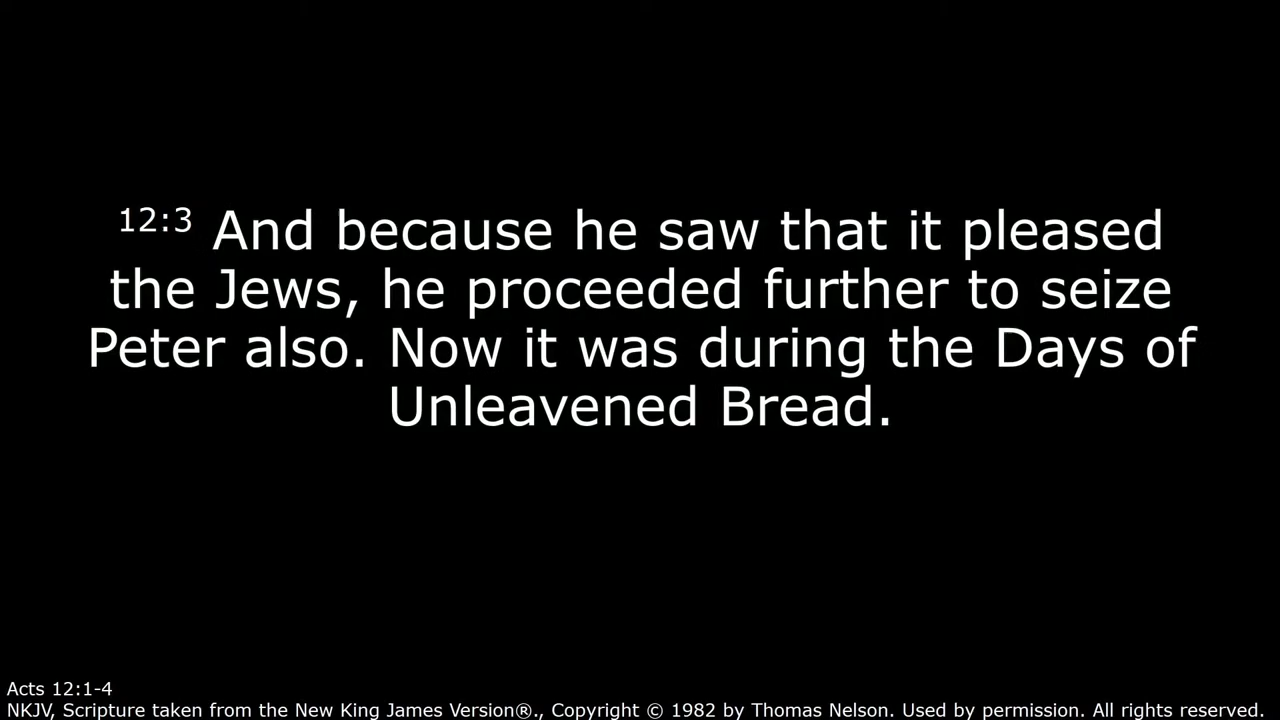 12:3 And because he saw that it pleased
the Jews, he proceeded further to seize
Peter also. Now it was during the Days of
Unleavened Bread.
Acts 12:1-4
NKJV, Scripture taken from the New King James Version®., Copyright © 1982 by Thomas Nelson. Used by permission. All rights reserved.